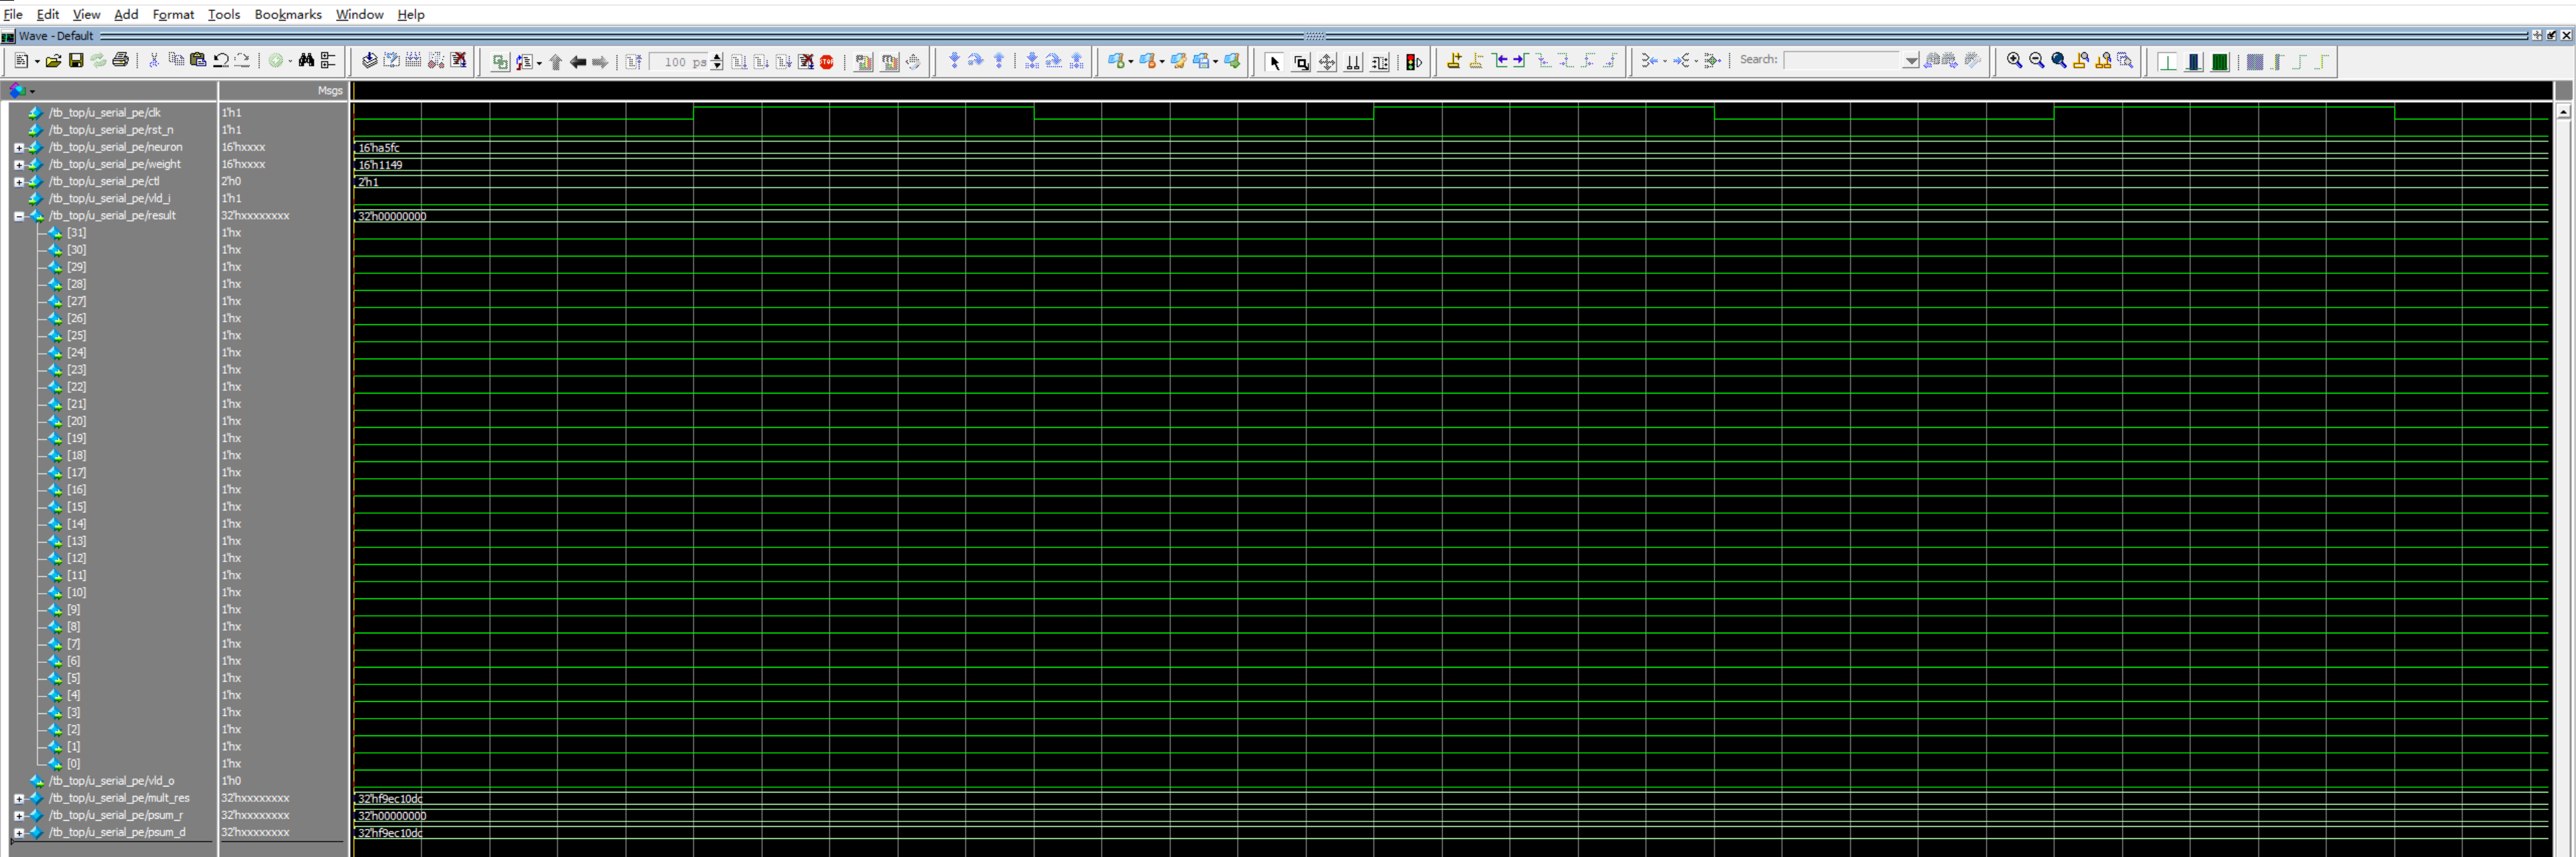 File Edit View Add Format Tools Bookmarks Window Help
Wave - Default
100 ps STOP Search:
Msgs
/tb_top/u_serial_pe/clk 1'h1
/tb_top/u_serial_pe/rst_n 1'h1
/tb_top/u_serial_pe/neuron 16'hxxxx 16'ha5fc
/tb_top/u_serial_pe/weight 16'hxxxx 16'h1149
/tb_top/u_serial_pe/ctl 2'h0 2'h1
/tb_top/u_serial_pe/vld_i 1'h1
/tb_top/u_serial_pe/result 32'hxxxxxxxx 32'h00000000
[31] 1'hx
[30] 1'hx
[29] 1'hx
[28] 1'hx
[27] 1'hx
[26] 1'hx
[25] 1'hx
[24] 1'hx
[23] 1'hx
[22] 1'hx
[21] 1'hx
[20] 1'hx
[19] 1'hx
[18] 1'hx
[17] 1'hx
[16] 1'hx
[15] 1'hx
[14] 1'hx
[13] 1'hx
[12] 1'hx
[11] 1'hx
[10] 1'hx
[9] 1'hx
[8] 1'hx
[7] 1'hx
[6] 1'hx
[5] 1'hx
[4] 1'hx
[3] 1'hx
[2] 1'hx
[1] 1'hx
[0] 1'hx
/tb_top/u_serial_pe/vld_o 1'h0
/tb_top/u_serial_pe/mult_res 32'hxxxxxxxx 32'hf9ec10dc
/tb_top/u_serial_pe/psum_r 32'hxxxxxxxx 32'h00000000
/tb_top/u_serial_pe/psum_d 32'hxxxxxxxx 32'hf9ec10dc